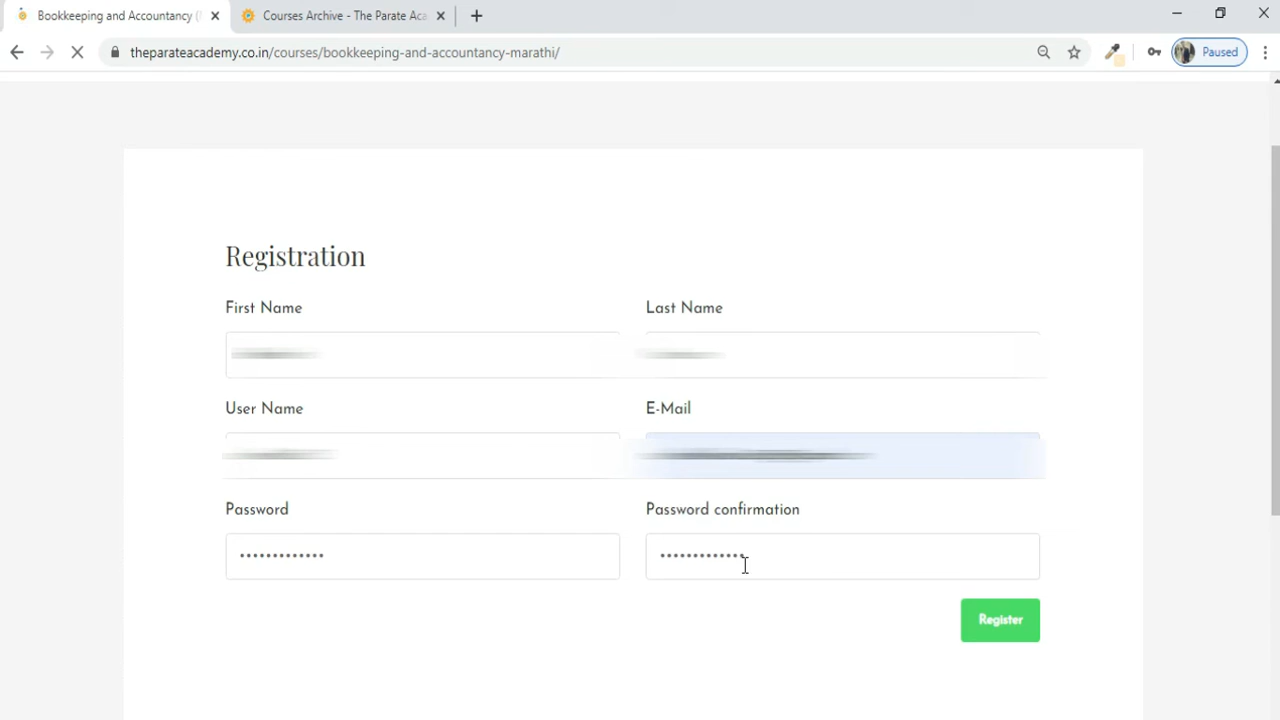 Bookkeeping and Accountancy (
Courses Archive - The Parate Aca
theparateacademy.co.in/courses/bookkeeping-and-accountancy-marathi/
Paused
Registration
First Name
Last Name
User Name
E-Mail
Password
Password confirmation
•••••••••••••
•••••••••••••
Register